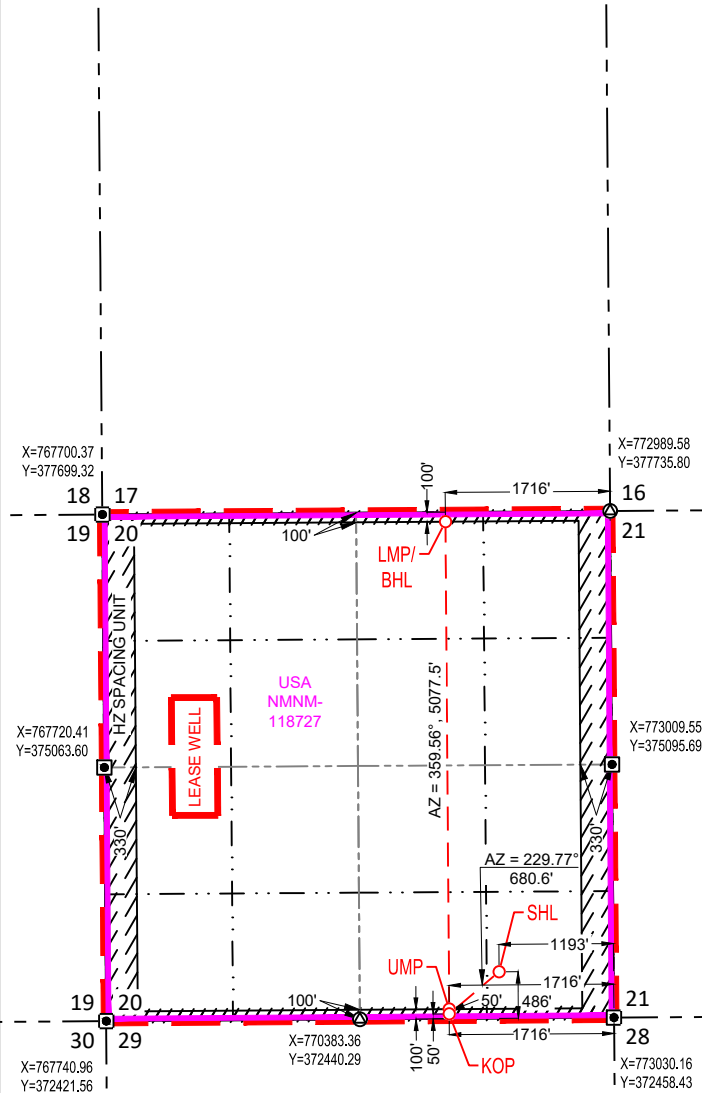 X=767700.37
Y=377699.32
X=772989.58
Y=377735.80
18 17
16
19 20
21
100'
1716'
100'
LMP/
BHL
HZ SPACING UNIT
USA
NMNM-
118727
LEASE WELL
AZ = 359.56°, 5077.5'
X=767720.41
Y=375063.60
X=773009.55
Y=375095.69
330'
330'
AZ = 229.77°
680.6'
SHL
1193'
UMP
1716'
100'
50'
486'
19 20
21
30 29
28
1716'
100'
50'
KOP
X=770383.36
Y=372440.29
X=767740.96
Y=372421.56
X=773030.16
Y=372458.43